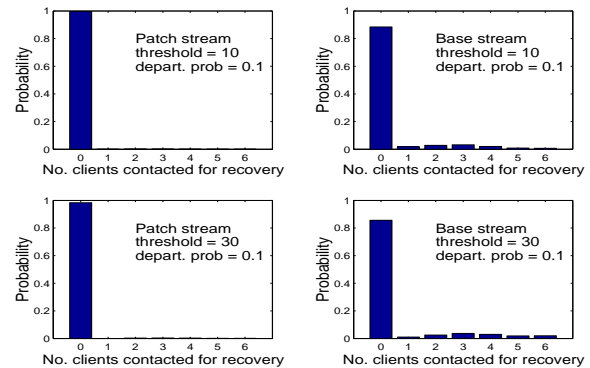 1
0.8
0.6
0.4
0.2
0
Probability
Patch stream
threshold = 10
depart. prob = 0.1
0 1 2 3 4 5 6
No. clients contacted for recovery
1
0.8
0.6
0.4
0.2
0
Probability
Base stream
threshold = 10
depart. prob = 0.1
0 1 2 3 4 5 6
No. clients contacted for recovery
1
0.8
0.6
0.4
0.2
0
Probability
Patch stream
threshold = 30
depart. prob = 0.1
0 1 2 3 4 5 6
No. clients contacted for recovery
1
0.8
0.6
0.4
0.2
0
Probability
Base stream
threshold = 30
depart. prob = 0.1
0 1 2 3 4 5 6
No. clients contacted for recovery